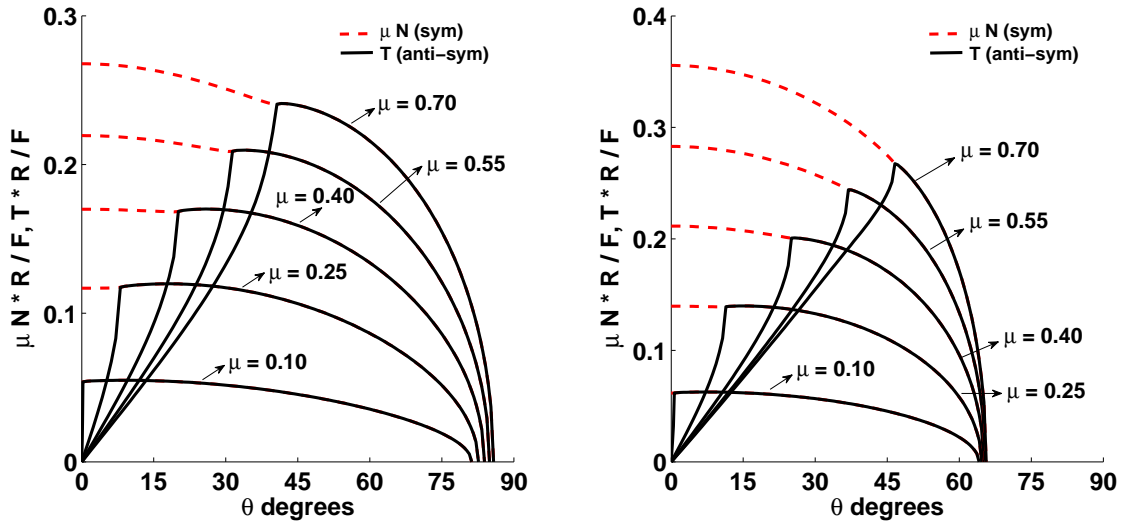 μ N (sym)
T (anti−sym)
0.3
0.2
0.1
0
μ N * R / F, T * R / F
μ = 0.70
μ = 0.55
μ = 0.40
μ = 0.25
μ = 0.10
0 15 30 45 60 75 90
θ degrees
μ N (sym)
T (anti−sym)
0.4
0.3
0.2
0.1
0
μ N * R / F, T * R / F
μ = 0.70
μ = 0.55
μ = 0.40
μ = 0.25
μ = 0.10
0 15 30 45 60 75 90
θ degrees